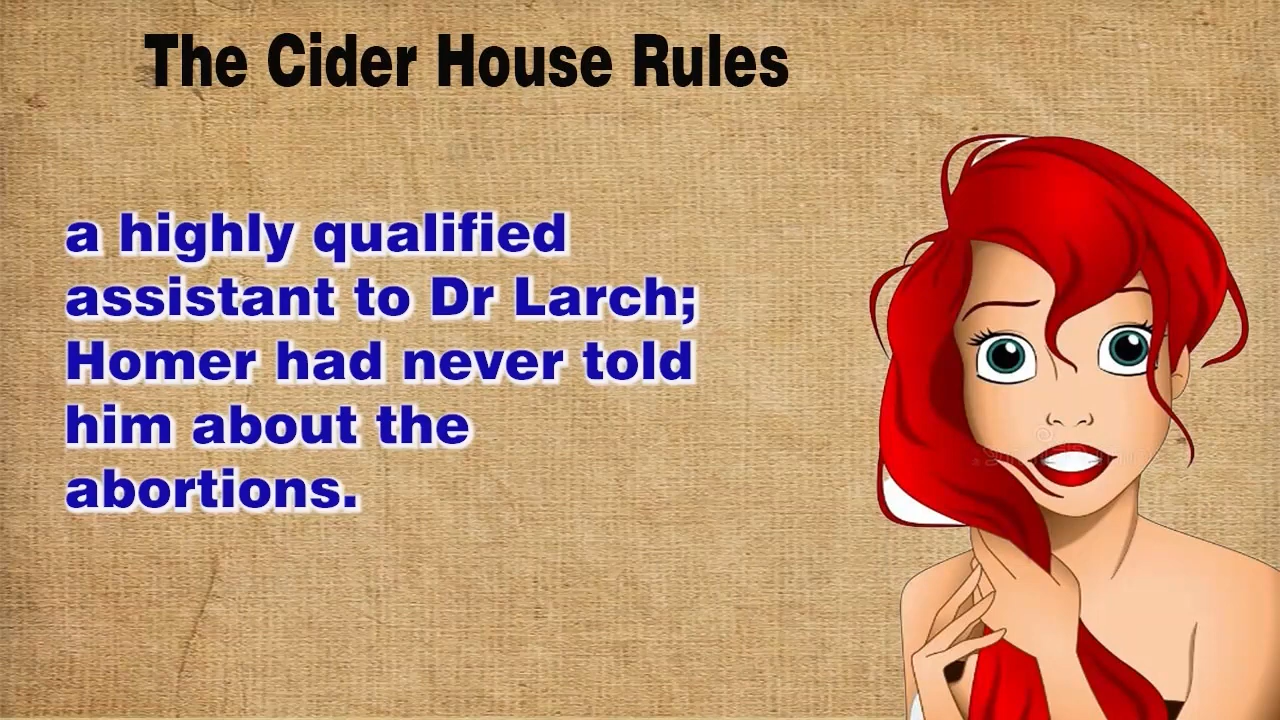 The Cider House Rules
a highly qualified
assistant to Dr Larch;
Homer had never told
him about the
abortions.